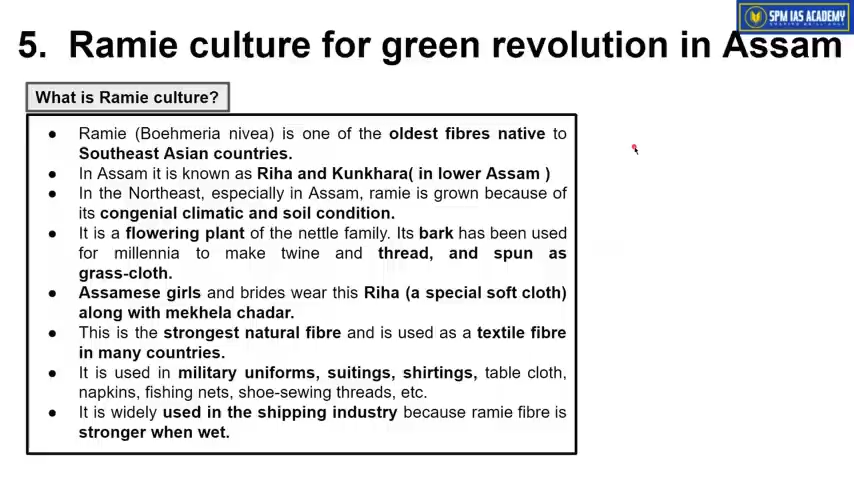 SPM IAS ACADEMY
5. Ramie culture for green revolution in Assam
What is Ramie culture?
● Ramie (Boehmeria nivea) is one of the oldest fibres native to
Southeast Asian countries.
● In Assam it is known as Riha and Kunkhara( in lower Assam )
● In the Northeast, especially in Assam, ramie is grown because of
its congenial climatic and soil condition.
● It is a flowering plant of the nettle family. Its bark has been used
for millennia to make twine and thread, and spun as
grass-cloth.
● Assamese girls and brides wear this Riha (a special soft cloth)
along with mekhela chadar.
● This is the strongest natural fibre and is used as a textile fibre
in many countries.
● It is used in military uniforms, suitings, shirtings, table cloth,
napkins, fishing nets, shoe-sewing threads, etc.
● It is widely used in the shipping industry because ramie fibre is
stronger when wet.